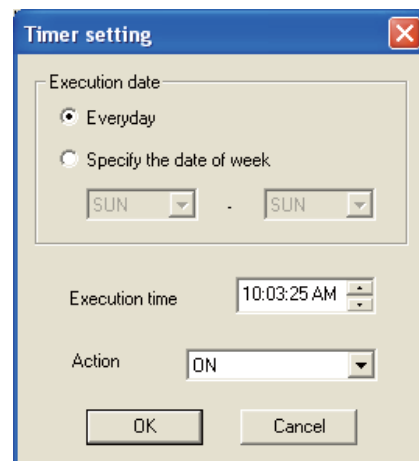 Timer setting
Execution date
Everyday
Specify the date of week
SUN - SUN
Execution time 10:03:25 AM
Action ON
OK Cancel